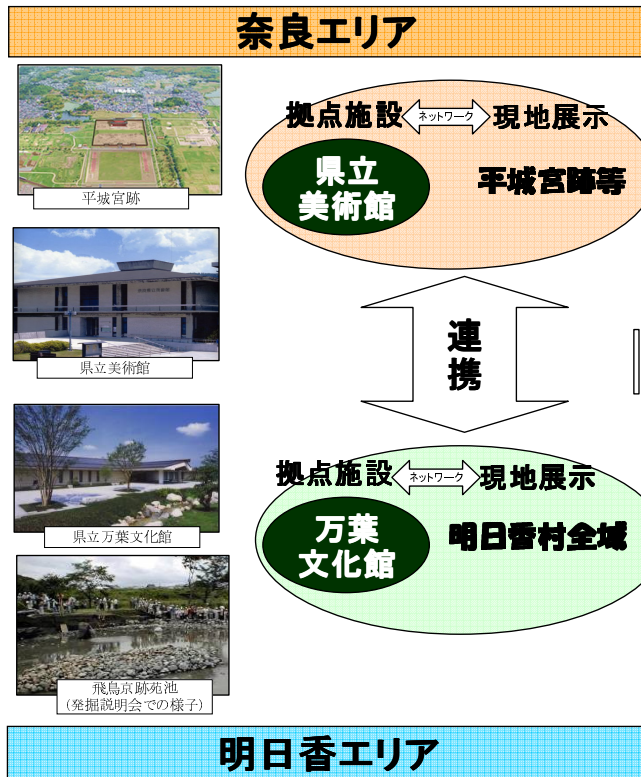 奈良エリア
平城宮跡
県立美術館
県立万葉文化館
飛鳥京跡苑池
(発掘説明会での様子)
拠点施設
ネットワーク
現地展示
県立
美術館
平城宮跡等
連
携
拠点施設
ネットワーク
現地展示
万葉
文化館
明日香村全域
明日香エリア